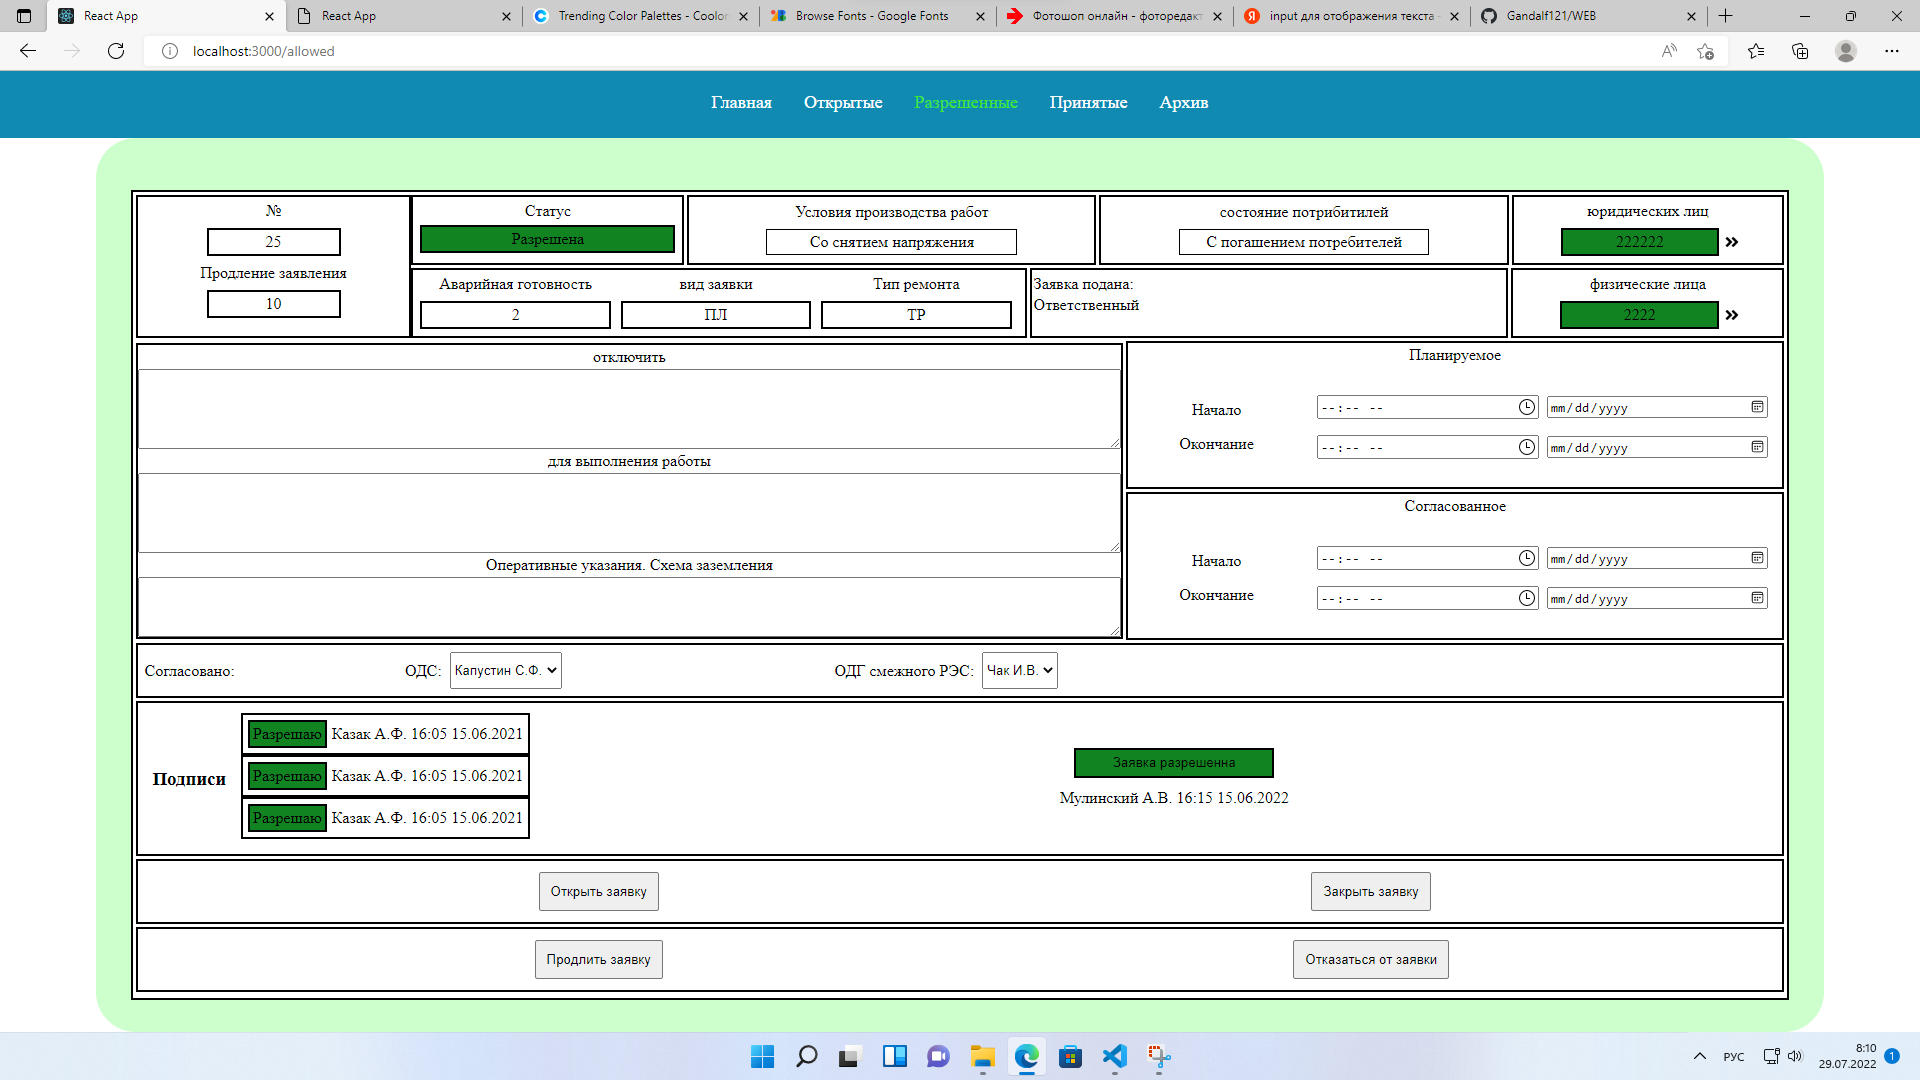 React App
React App
Trending Color Palettes - Coolor
Browse Fonts - Google Fonts
Фотошоп онлайн - фоторедакт
input для отображения текста -
Gandalf121/WEB
localhost:3000/allowed
Главная Открытые Разрешенные Принятые Архив
№
25
Продление заявления
10
Статус
Разрешена
Условия производства работ
Со снятием напряжения
состояние потрибитилей
С погашением потребителей
юридических лиц
222222
Аварийная готовность
2
вид заявки
ПЛ
Тип ремонта
ТР
Заявка подана:
Ответственный
физические лица
2222
отключить
для выполнения работы
Оперативные указания. Схема заземления
Планируемое
Начало --:-- -- mm/dd/yyyy
Окончание --:-- -- mm/dd/yyyy
Согласованное
Начало --:-- -- mm/dd/yyyy
Окончание --:-- -- mm/dd/yyyy
Согласовано: ОДС: Капустин С.Ф. ОДГ смежного РЭС: Чак И.В.
Подписи
Разрешаю Казак А.Ф. 16:05 15.06.2021
Разрешаю Казак А.Ф. 16:05 15.06.2021
Разрешаю Казак А.Ф. 16:05 15.06.2021
Заявка разрешенна
Мулинский А.В. 16:15 15.06.2022
Открыть заявку Закрыть заявку
Продлить заявку Отказаться от заявки
РУС
8:10
29.07.2022
1